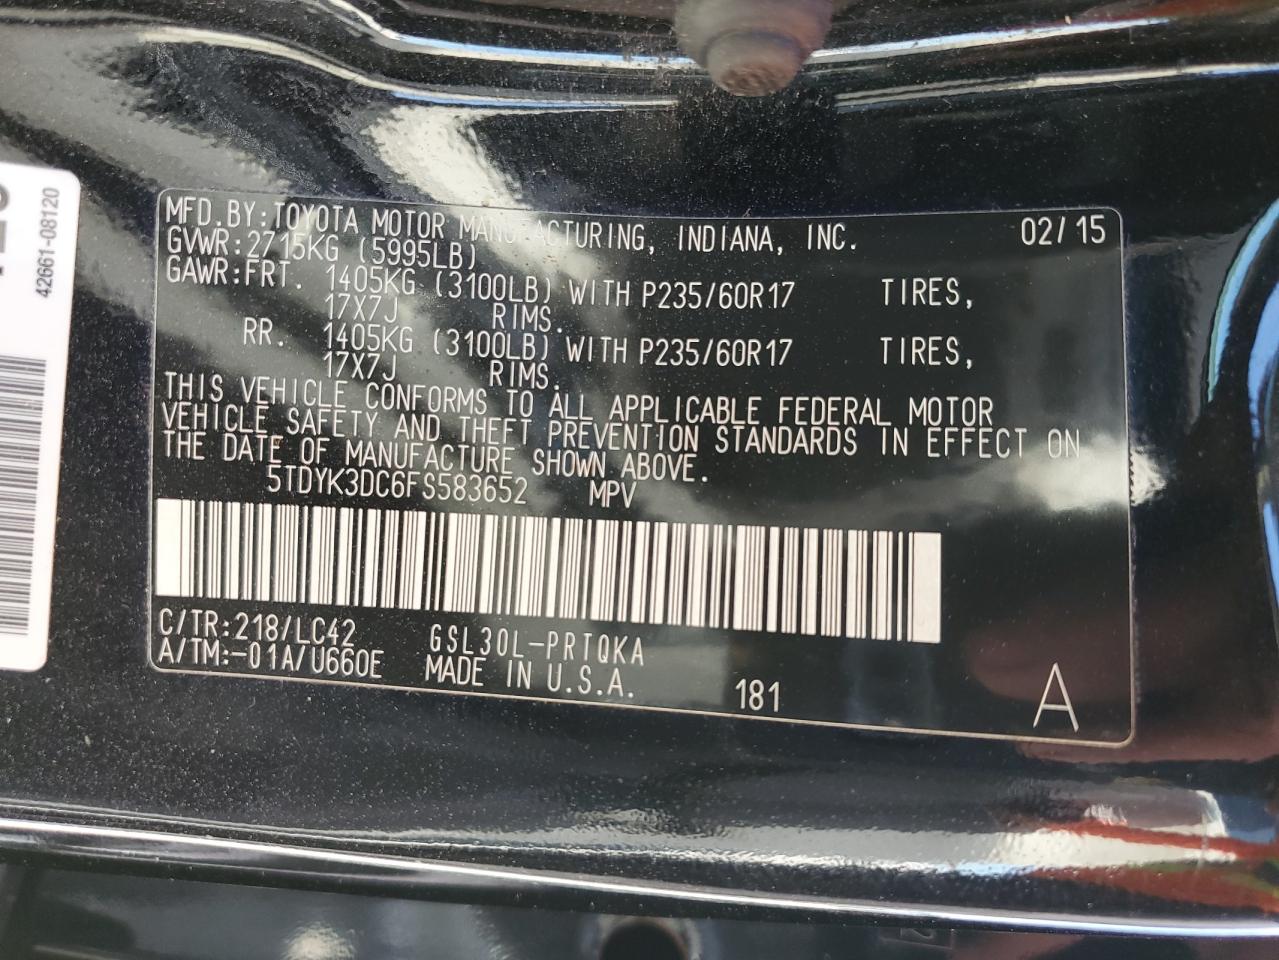 42661-08120
MFD.BY:TOYOTA MOTOR MANUFACTURING, INDIANA, INC. 02/15
GVWR:2715KG (5995LB)
GAWR:FRT. 1405KG (3100LB) WITH P235/60R17 TIRES,
17X7J RIMS.
RR. 1405KG (3100LB) WITH P235/60R17 TIRES,
17X7J RIMS.
THIS VEHICLE CONFORMS TO ALL APPLICABLE FEDERAL MOTOR
VEHICLE SAFETY AND THEFT PREVENTION STANDARDS IN EFFECT ON
THE DATE OF MANUFACTURE SHOWN ABOVE.
5TDYK3DC6FS583652 MPV
C/TR:218/LC42 GSL30L-PRTQKA
A/TM:-01A/U660E MADE IN U.S.A. 181 A